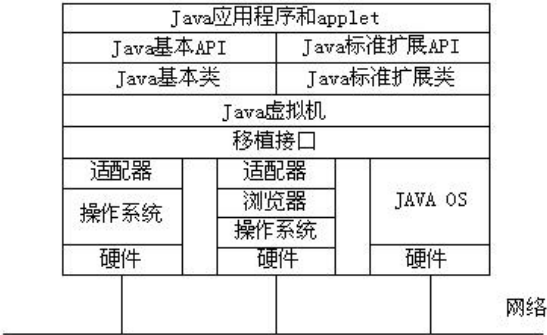 Java应用程序和applet
Java基本API Java标准扩展API
Java基本类 Java标准扩展类
Java虚拟机
移植接口
适配器 适配器
浏览器
操作系统 JAVA OS
操作系统
硬件 硬件 硬件
网络